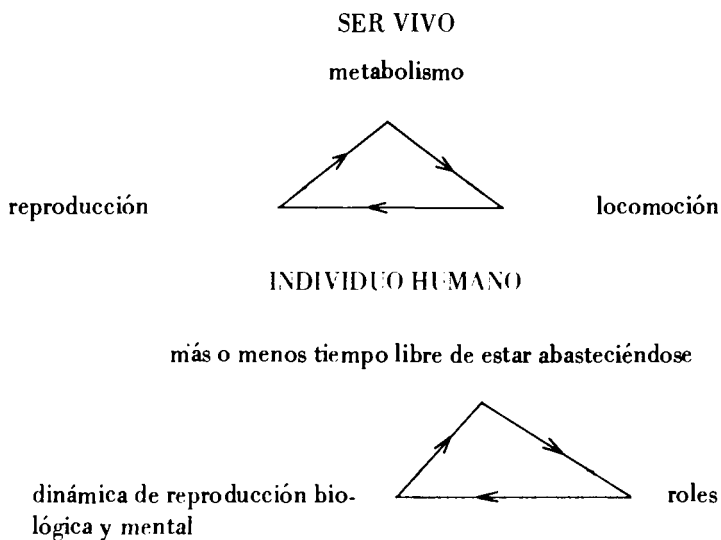 SER VIVO
metabolismo
reproducción
locomoción
INDIVIDUO HUMANO
más o menos tiempo libre de estar abasteciéndose
dinámica de reproducción bio-
lógica y mental
roles